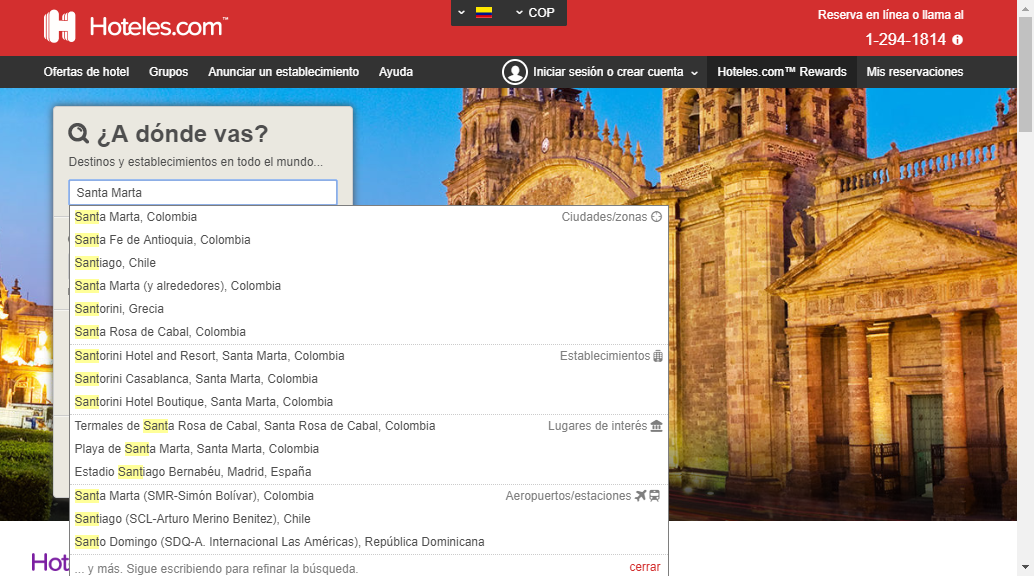 Hoteles.com™
COP
Reserva en línea o llama al
1-294-1814
Ofertas de hotel Grupos Anunciar un establecimiento Ayuda Iniciar sesión o crear cuenta Hoteles.com™ Rewards Mis reservaciones
¿A dónde vas?
Destinos y establecimientos en todo el mundo...
Santa Marta
Santa Marta, Colombia Ciudades/zonas
Santa Fe de Antioquia, Colombia
Santiago, Chile
Santa Marta (y alrededores), Colombia
Santorini, Grecia
Santa Rosa de Cabal, Colombia
Santorini Hotel and Resort, Santa Marta, Colombia Establecimientos
Santorini Casablanca, Santa Marta, Colombia
Santorini Hotel Boutique, Santa Marta, Colombia
Termales de Santa Rosa de Cabal, Santa Rosa de Cabal, Colombia Lugares de interés
Playa de Santa Marta, Santa Marta, Colombia
Estadio Santiago Bernabéu, Madrid, España
Santa Marta (SMR-Simón Bolívar), Colombia Aeropuertos/estaciones
Santiago (SCL-Arturo Merino Benitez), Chile
Santo Domingo (SDQ-A. Internacional Las Américas), República Dominicana
Hot
... y más. Sigue escribiendo para refinar la búsqueda. cerrar